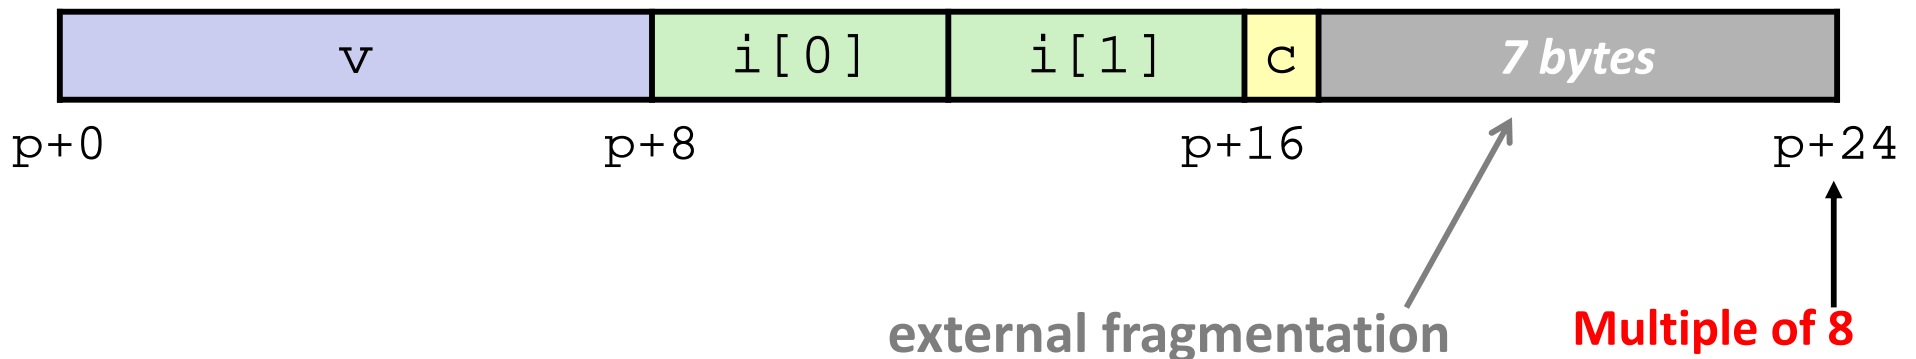 v i[0] i[1] c 7 bytes
p+0 p+8 p+16 p+24
external fragmentation Multiple of 8